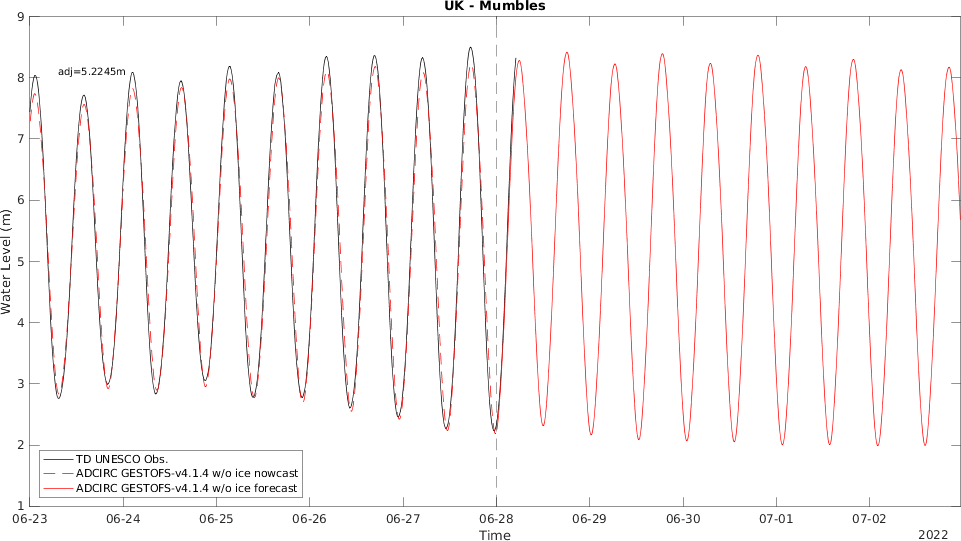 UK - Mumbles
adj=5.2245m
Water Level (m)
9
8
7
6
5
4
3
2
1
TD UNESCO Obs.
ADCIRC GESTOFS-v4.1.4 w/o ice nowcast
ADCIRC GESTOFS-v4.1.4 w/o ice forecast
06-23 06-24 06-25 06-26 06-27 06-28 06-29 06-30 07-01 07-02
Time
2022